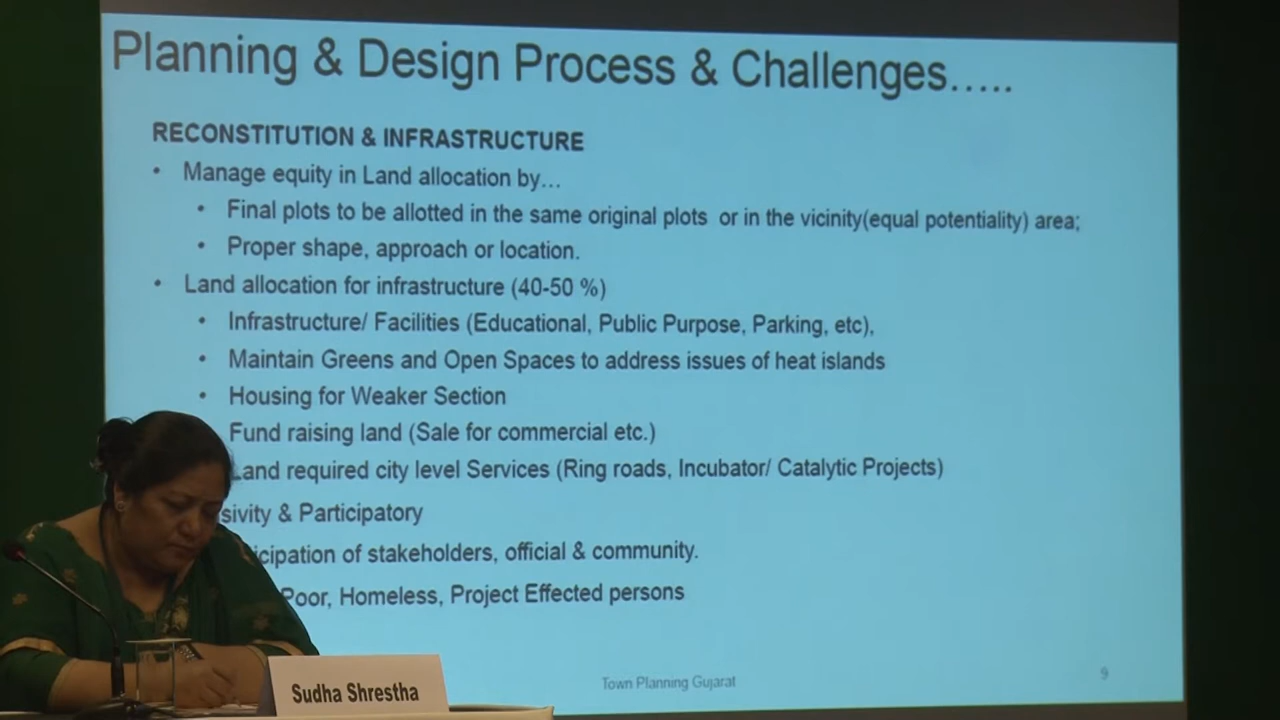 Planning & Design Process & Challenges.....
RECONSTITUTION & INFRASTRUCTURE
• Manage equity in Land allocation by...
• Final plots to be allotted in the same original plots or in the vicinity(equal potentiality) area;
• Proper shape, approach or location.
• Land allocation for infrastructure (40-50 %)
• Infrastructure/ Facilities (Educational, Public Purpose, Parking, etc),
• Maintain Greens and Open Spaces to address issues of heat islands
• Housing for Weaker Section
Fund raising land (Sale for commercial etc.)
Land required city level Services (Ring roads, Incubator/ Catalytic Projects)
sivity & Participatory
icipation of stakeholders, official & community.
Poor, Homeless, Project Effected persons
Town Planning Gujarat
9
Sudha Shrestha